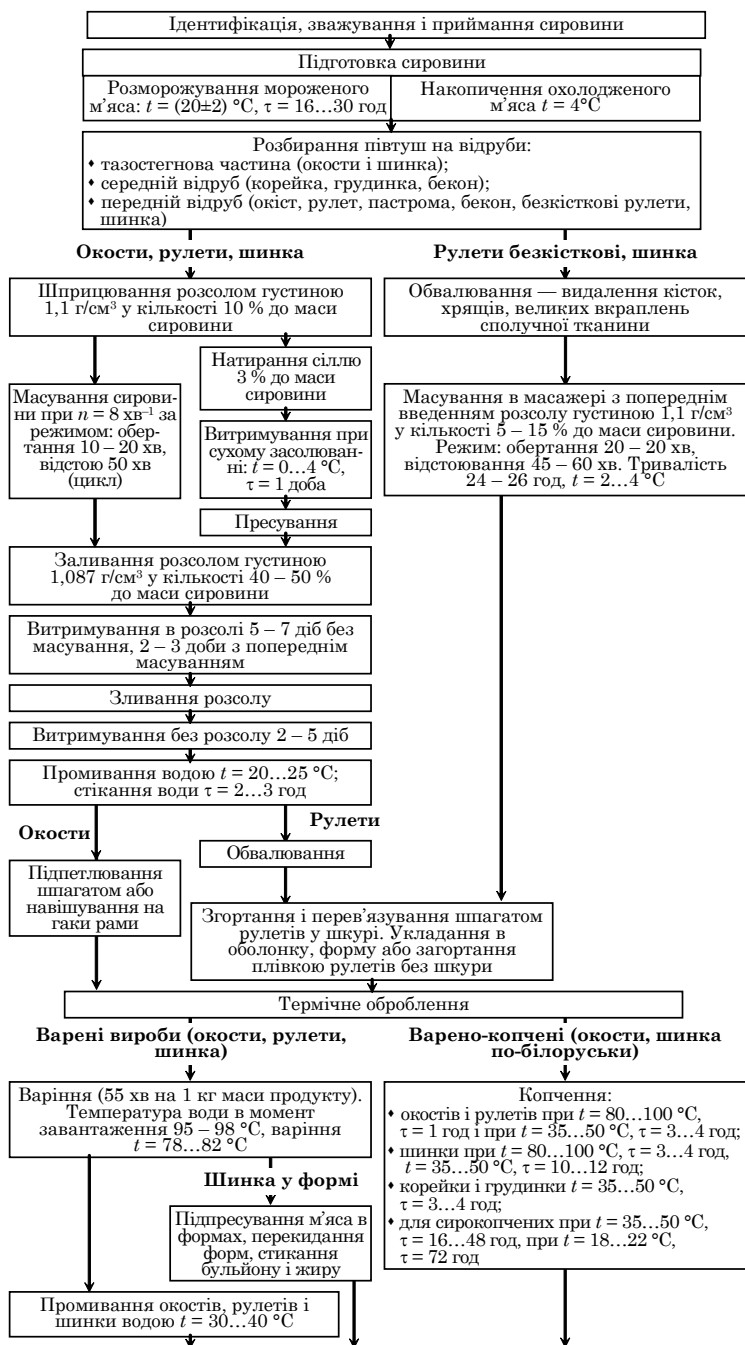 Ідентифікація, зважування і приймання сировини
Підготовка сировини
Розморожування мороженого
м’яса: t = (20±2) °С, τ = 16…30 год
Накопичення охолодженого
м’яса t = 4°С
Розбирання півтуш на відруби:
• тазостегнова частина (окости і шинка);
• середній відруб (корейка, грудинка, бекон);
• передній відруб (окіст, рулет, пастрома, бекон, безкісткові рулети,
шинка)
Окости, рулети, шинка
Рулети безкісткові, шинка
Шприцювання розсолом густиною
1,1 г/см³ у кількості 10 % до маси
сировини
Обвалювання — видалення кісток,
хрящів, великих вкраплень
сполучної тканини
Натирання сіллю
3 % до маси
сировини
Масування сирови-
ни при n = 8 хв⁻¹ за
режимом: обер-
тання 10 – 20 хв,
відстою 50 хв
(цикл)
Витримування при
сухому засолюван-
ні: t = 0…4 °С,
τ = 1 доба
Масування в масажері з попереднім
введенням розсолу густиною 1,1 г/см³
у кількості 5 – 15 % до маси сировини.
Режим: обертання 20 – 20 хв,
відстоювання 45 – 60 хв. Тривалість
24 – 26 год, t = 2…4 °С
Пресування
Заливання розсолом густиною
1,087 г/см³ у кількості 40 – 50 %
до маси сировини
Витримування в розсолі 5 – 7 діб без
масування, 2 – 3 доби з попереднім
масуванням
Зливання розсолу
Витримування без розсолу 2 – 5 діб
Промивання водою t = 20…25 °С;
стікання води τ = 2…3 год
Окости
Рулети
Обвалювання
Підпетлювання
шпагатом або
навішування на
гаки рами
Згортання і перев’язування шпагатом
рулетів у шкурі. Укладання в
оболонку, форму або загортання
плівкою рулетів без шкури
Термічне оброблення
Варені вироби (окости, рулети,
шинка)
Варено-копчені (окости, шинка
по-білоруськи)
Варіння (55 хв на 1 кг маси продукту).
Температура води в момент
завантаження 95 – 98 °С, варіння
t = 78…82 °С
Копчення:
• окостів і рулетів при t = 80…100 °С,
τ = 1 год і при t = 35…50 °С, τ = 3…4 год;
• шинки при t = 80…100 °С, τ = 3…4 год,
t = 35…50 °С, τ = 10…12 год;
• корейки і грудинки t = 35…50 °С,
τ = 3…4 год;
• для сирокопчених при t = 35…50 °С,
τ = 16…48 год, при t = 18…22 °С,
τ = 72 год
Шинка у формі
Підпресування м’яса в
формах, перекидання
форм, стикання
бульйону і жиру
Промивання окостів, рулетів і
шинки водою t = 30…40 °С